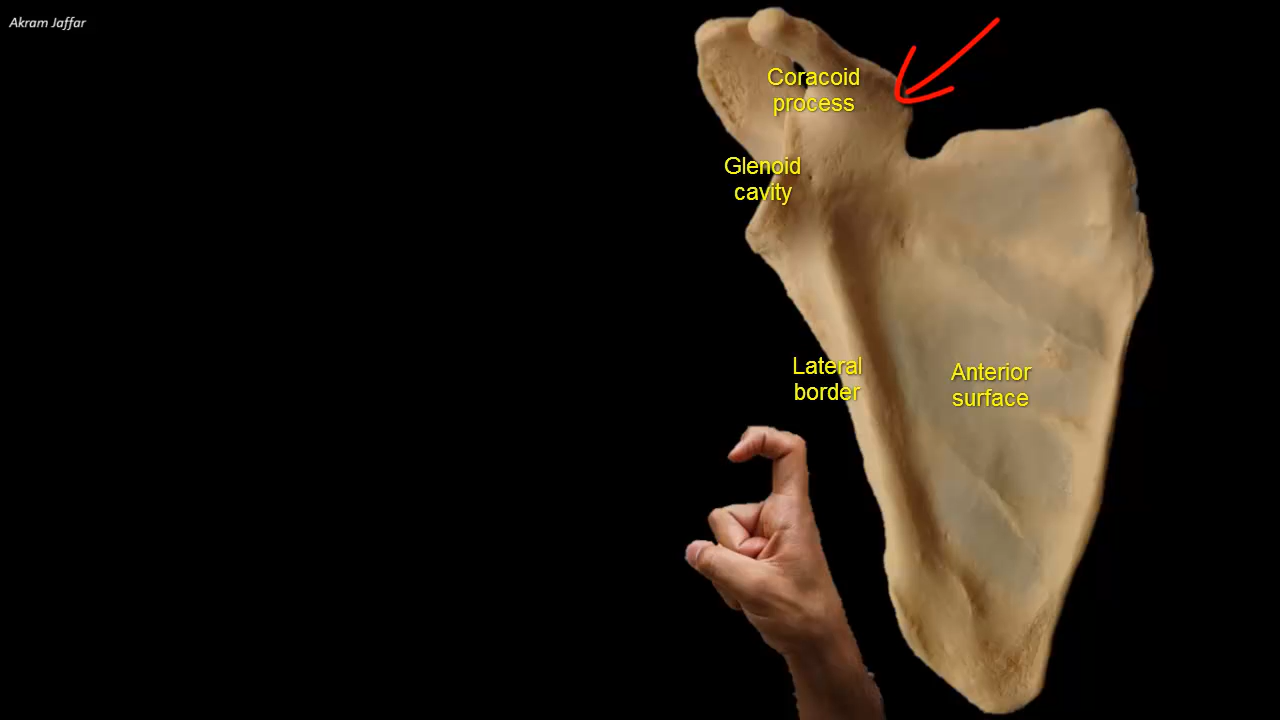 Akram Jaffar
Coracoid
process
Glenoid
cavity
Lateral
border
Anterior
surface